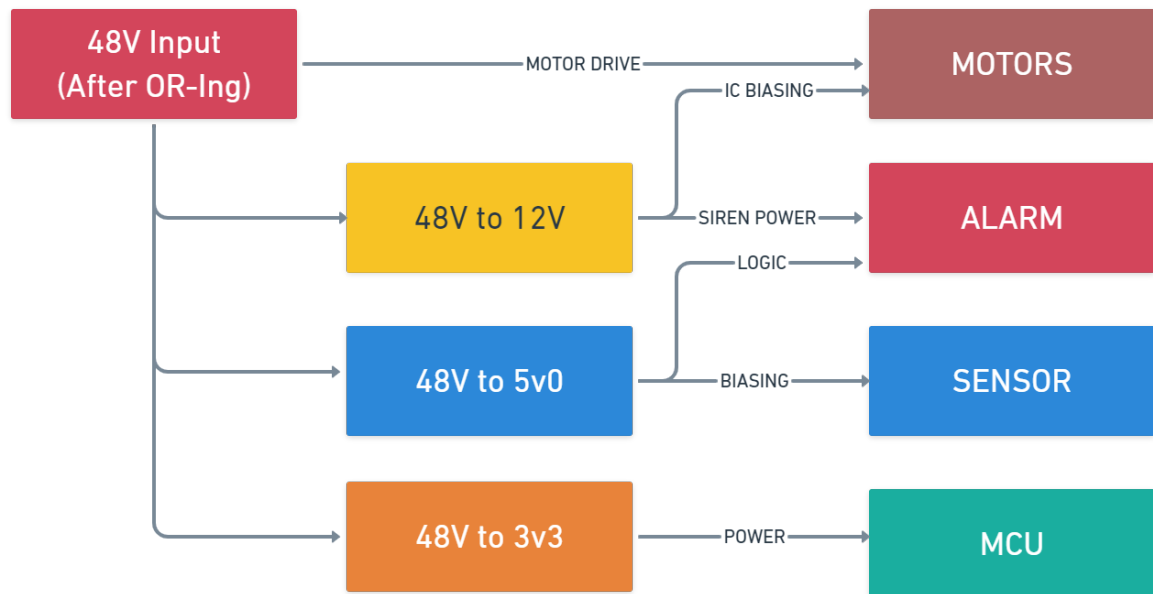 48V Input
(After OR-Ing)
MOTOR DRIVE
MOTORS
IC BIASING
48V to 12V
SIREN POWER
ALARM
LOGIC
48V to 5v0
BIASING
SENSOR
48V to 3v3
POWER
MCU